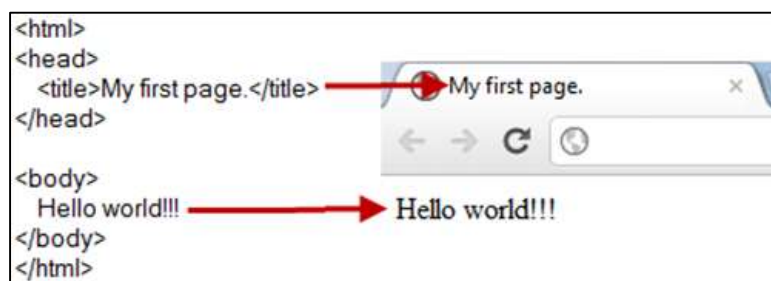 <html>
<head>
<title>My first page.</title>
</head>
<body>
Hello world!!!
</body>
</html>
My first page.
Hello world!!!